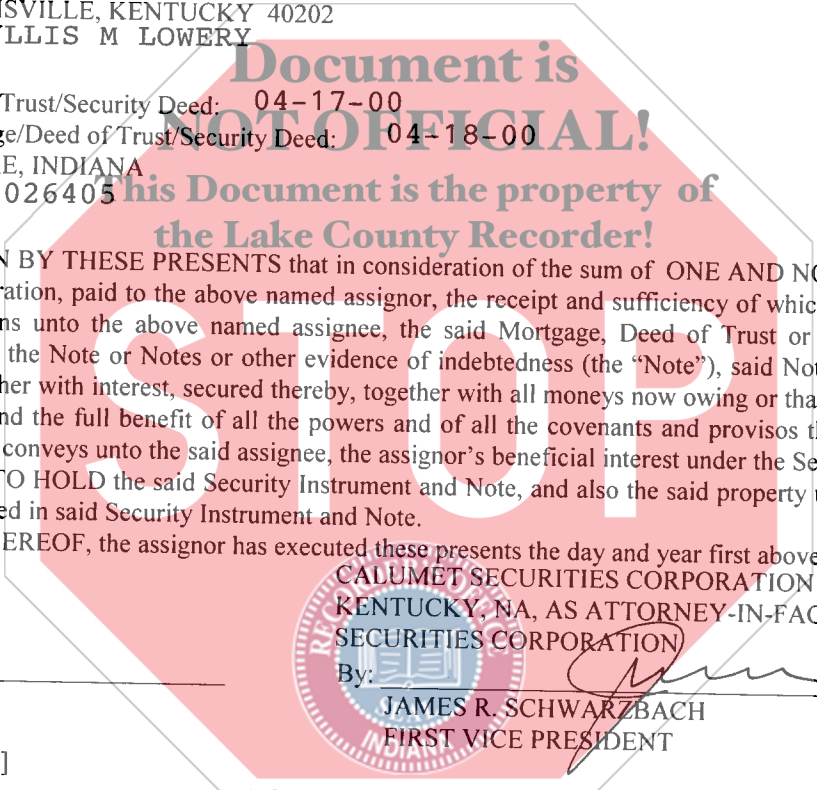 NSVILLE, KENTUCKY 40202
LLIS M LOWERY
Document is
Trust/Security Deed: 04-17-00
NOT OFFICIAL!
ge/Deed of Trust/Security Deed: 04-18-00
E, INDIANA
026405
This Document is the property of
the Lake County Recorder!
N BY THESE PRESENTS that in consideration of the sum of ONE AND NO
ration, paid to the above named assignor, the receipt and sufficiency of whic
ns unto the above named assignee, the said Mortgage, Deed of Trust or
the Note or Notes or other evidence of indebtedness (the “Note”), said Not
her with interest, secured thereby, together with all moneys now owing or tha
nd the full benefit of all the powers and of all the covenants and provisos th
conveys unto the said assignee, the assignor’s beneficial interest under the Se
TO HOLD the said Security Instrument and Note, and also the said property
ed in said Security Instrument and Note.
STOP
EREOF, the assignor has executed these presents the day and year first above
CALUMET SECURITIES CORPORATION
KENTUCKY, NA, AS ATTORNEY-IN-FAC
SECURITIES CORPORATION
By:
JAMES R. SCHWARZBACH
FIRST VICE PRESIDENT
]
SEAL
INDIANA